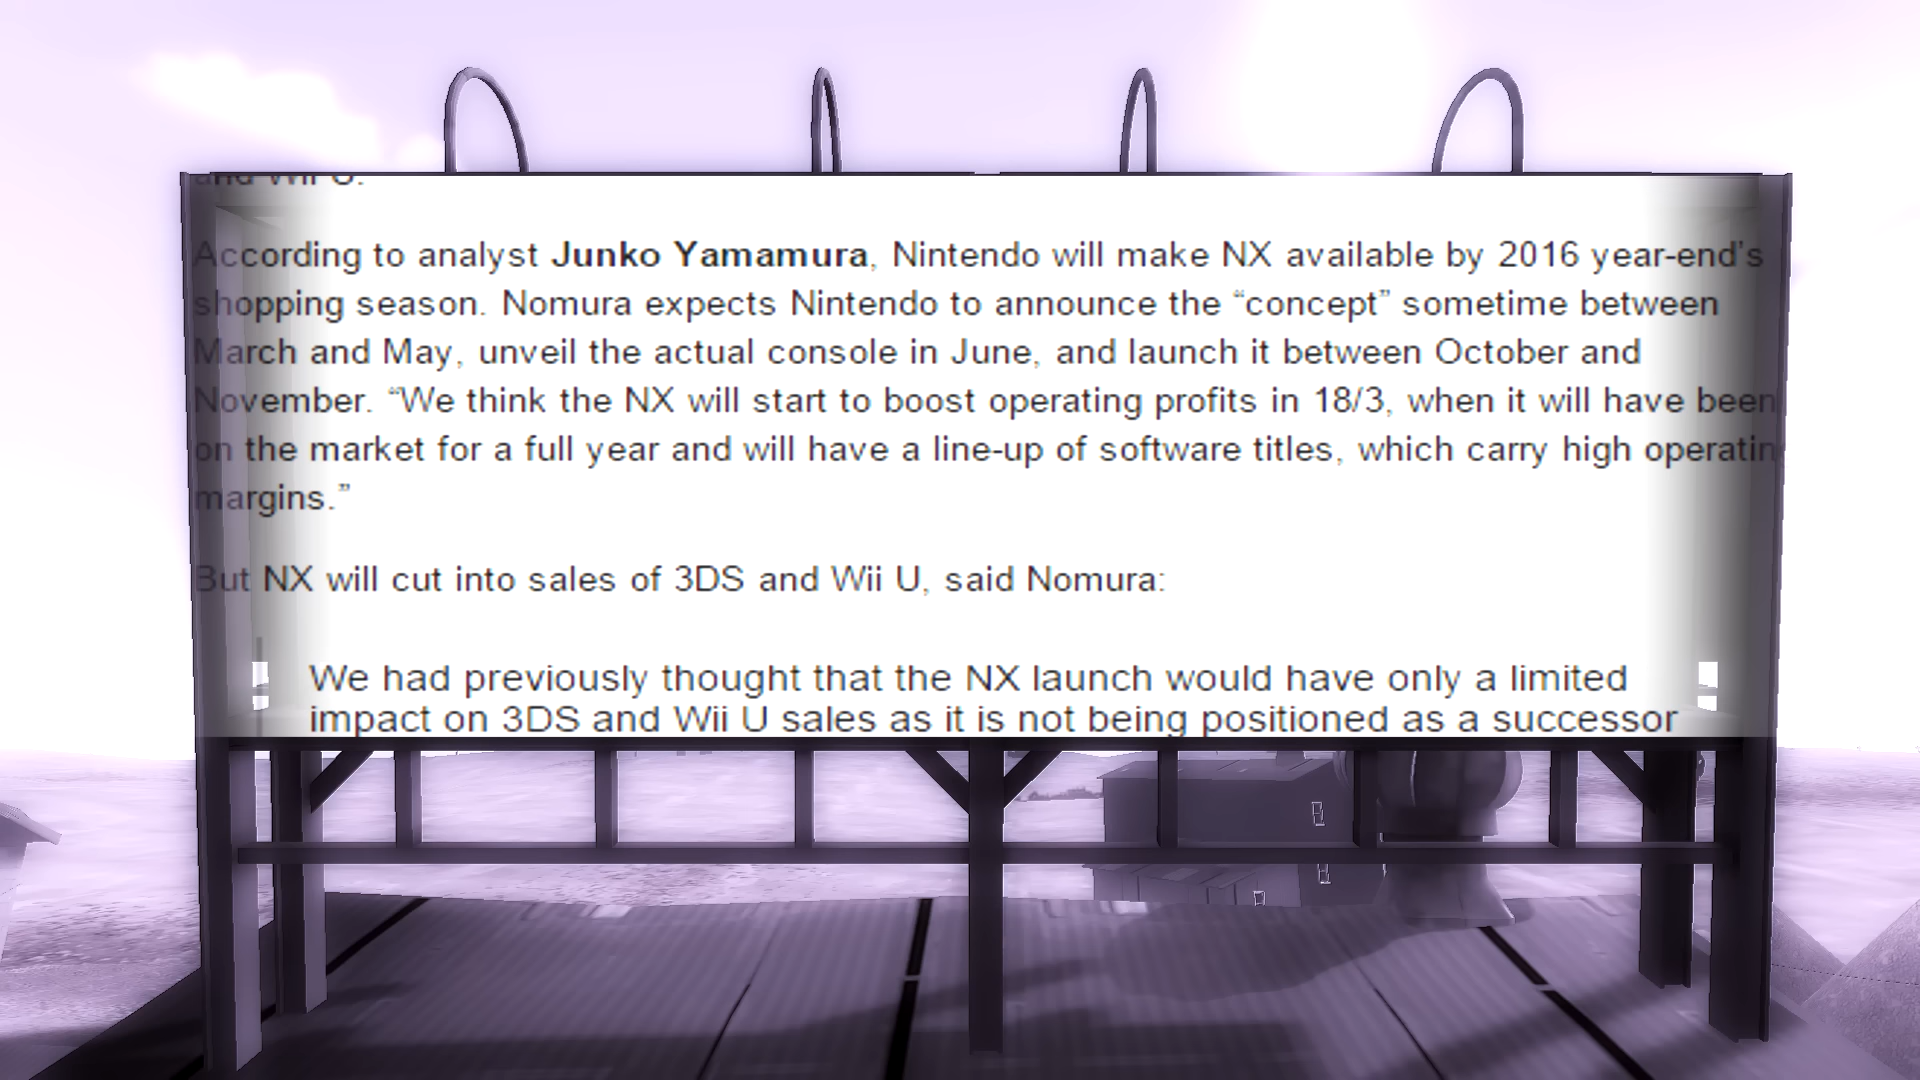 and Wii U.
According to analyst Junko Yamamura, Nintendo will make NX available by 2016 year-end's
shopping season. Nomura expects Nintendo to announce the “concept” sometime between
March and May, unveil the actual console in June, and launch it between October and
November. “We think the NX will start to boost operating profits in 18/3, when it will have been
on the market for a full year and will have a line-up of software titles, which carry high operatin
margins.”
But NX will cut into sales of 3DS and Wii U, said Nomura:
We had previously thought that the NX launch would have only a limited
impact on 3DS and Wii U sales as it is not being positioned as a successor